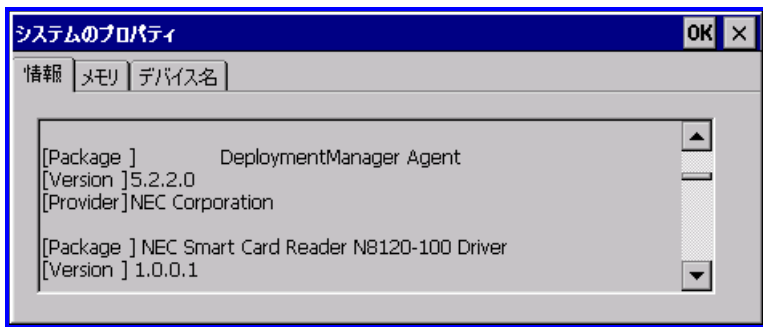 システムのプロパティ
OK ×
情報 メモリ デバイス名
[Package ] DeploymentManager Agent
[Version ]5.2.2.0
[Provider]NEC Corporation
[Package ] NEC Smart Card Reader N8120-100 Driver
[Version ] 1.0.0.1